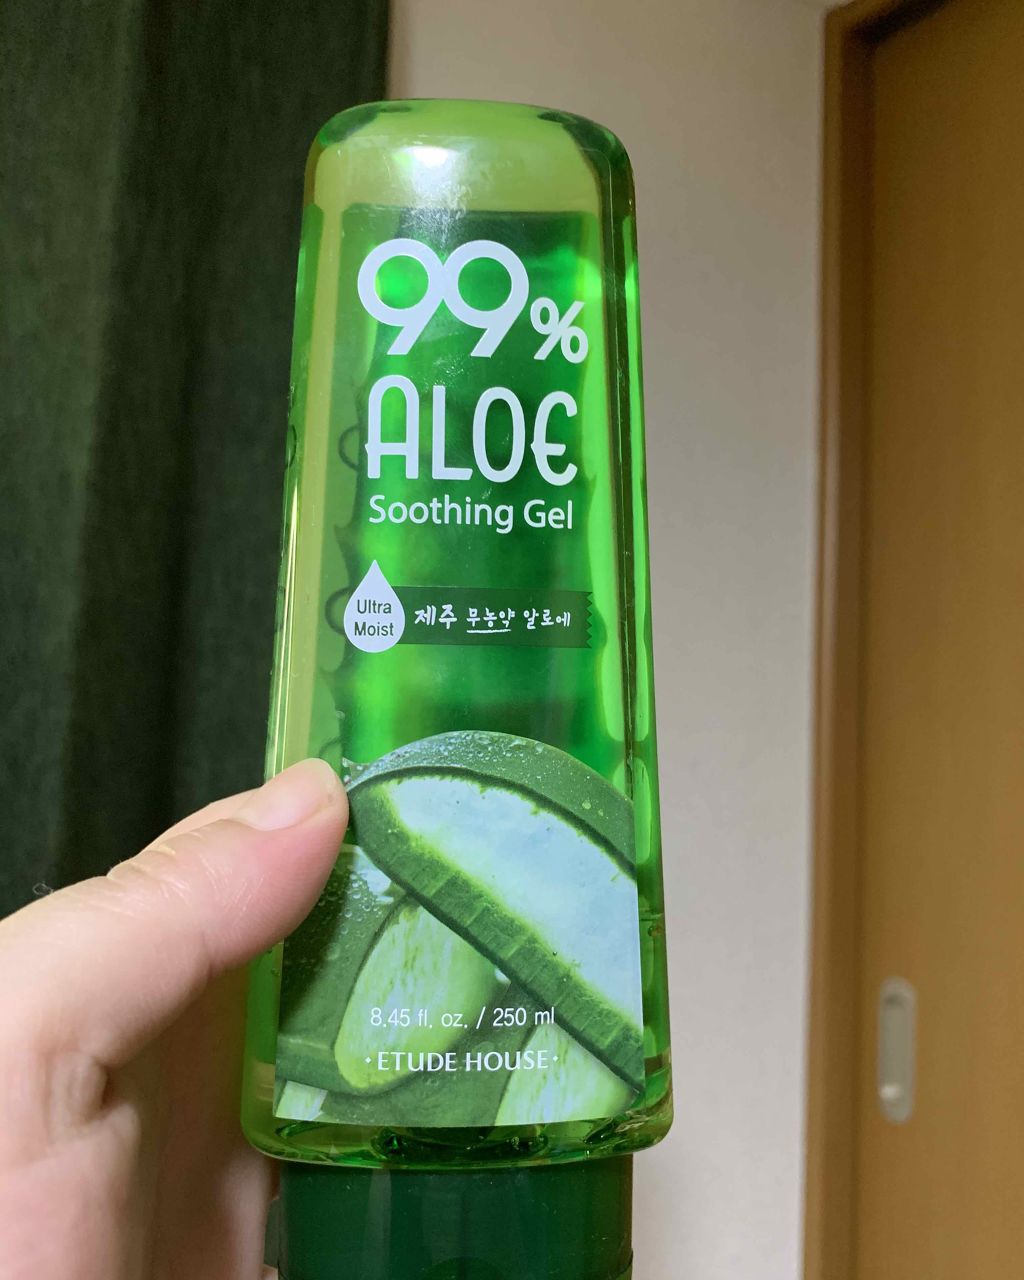 99%
ALOE
Soothing Gel
Ultra
Moist
제주 무농약 알로에
8.45 fl. oz. / 250 ml
·ETUDE HOUSE·